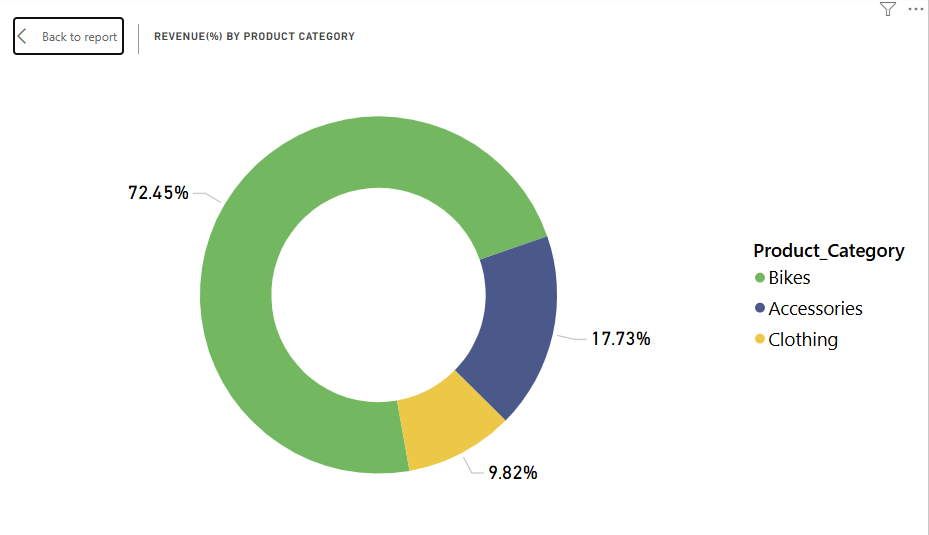 Back to report
REVENUE(%) BY PRODUCT CATEGORY
72.45%
17.73%
9.82%
Product_Category
Bikes
Accessories
Clothing